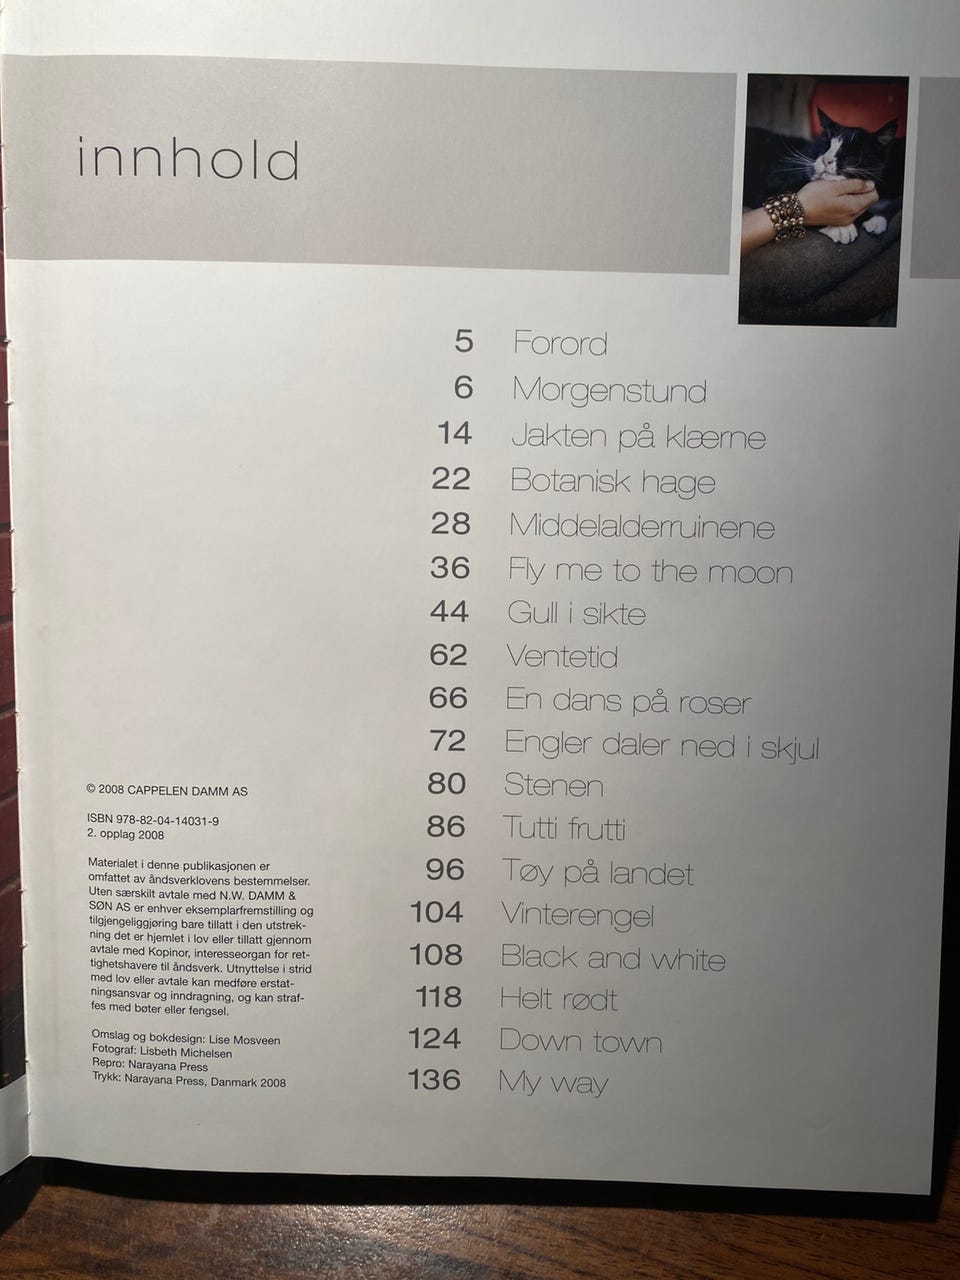 innhold
5 Forord
6 Morgenstund
14 Jakten på klærne
22 Botanisk hage
28 Middelalderruinene
36 Fly me to the moon
44 Gull i sikte
62 Ventetid
66 En dans på roser
72 Engler daler ned i skjul
80 Stenen
86 Tutti frutti
96 Tøy på landet
104 Vinterengel
108 Black and white
118 Helt rødt
124 Down town
136 My way
© 2008 CAPPELEN DAMM AS
ISBN 978-82-04-14031-9
2. opplag 2008
Materialet i denne publikasjonen er
omfattet av åndsverklovens bestemmelser.
Uten særskilt avtale med N.W. DAMM &
SØN AS er enhver eksemplarfremstilling og
tilgjengeliggjøring bare tillatt i den utstrek-
ning det er hjemlet i lov eller tillatt gjennom
avtale med Kopinor, interesseorgan for ret-
tighetshavere til åndsverk. Utnyttelse i strid
med lov eller avtale kan medføre erstat-
ningsansvar og inndragning, og kan straf-
fes med bøter eller fengsel.
Omslag og bokdesign: Lise Mosveen
Fotograf: Lisbeth Michelsen
Repro: Narayana Press
Trykk: Narayana Press, Danmark 2008